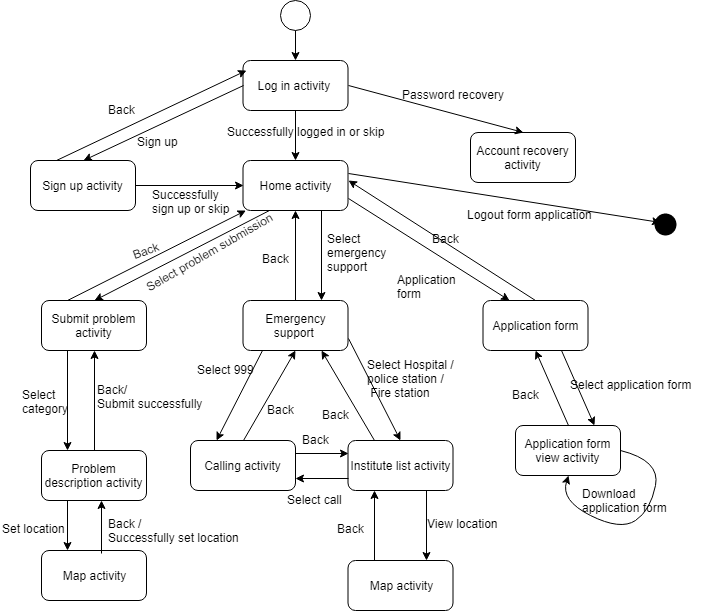 Log in activity
Password recovery
Back
Sign up
Successfully logged in or skip
Account recovery
activity
Sign up activity
Successfully
sign up or skip
Home activity
Logout form application
Back
Select problem submission
Back
Select
emergency
support
Back
Application
form
Submit problem
activity
Emergency
support
Application form
Select 999
Select Hospital /
police station /
Fire station
Select
category
Back/
Submit successfully
Back
Back
Back
Select application form
Back
Calling activity
Institute list activity
Select call
Application form
view activity
Problem
description activity
Download
application form
Set location
Back /
Successfully set location
Back
View location
Map activity
Map activity